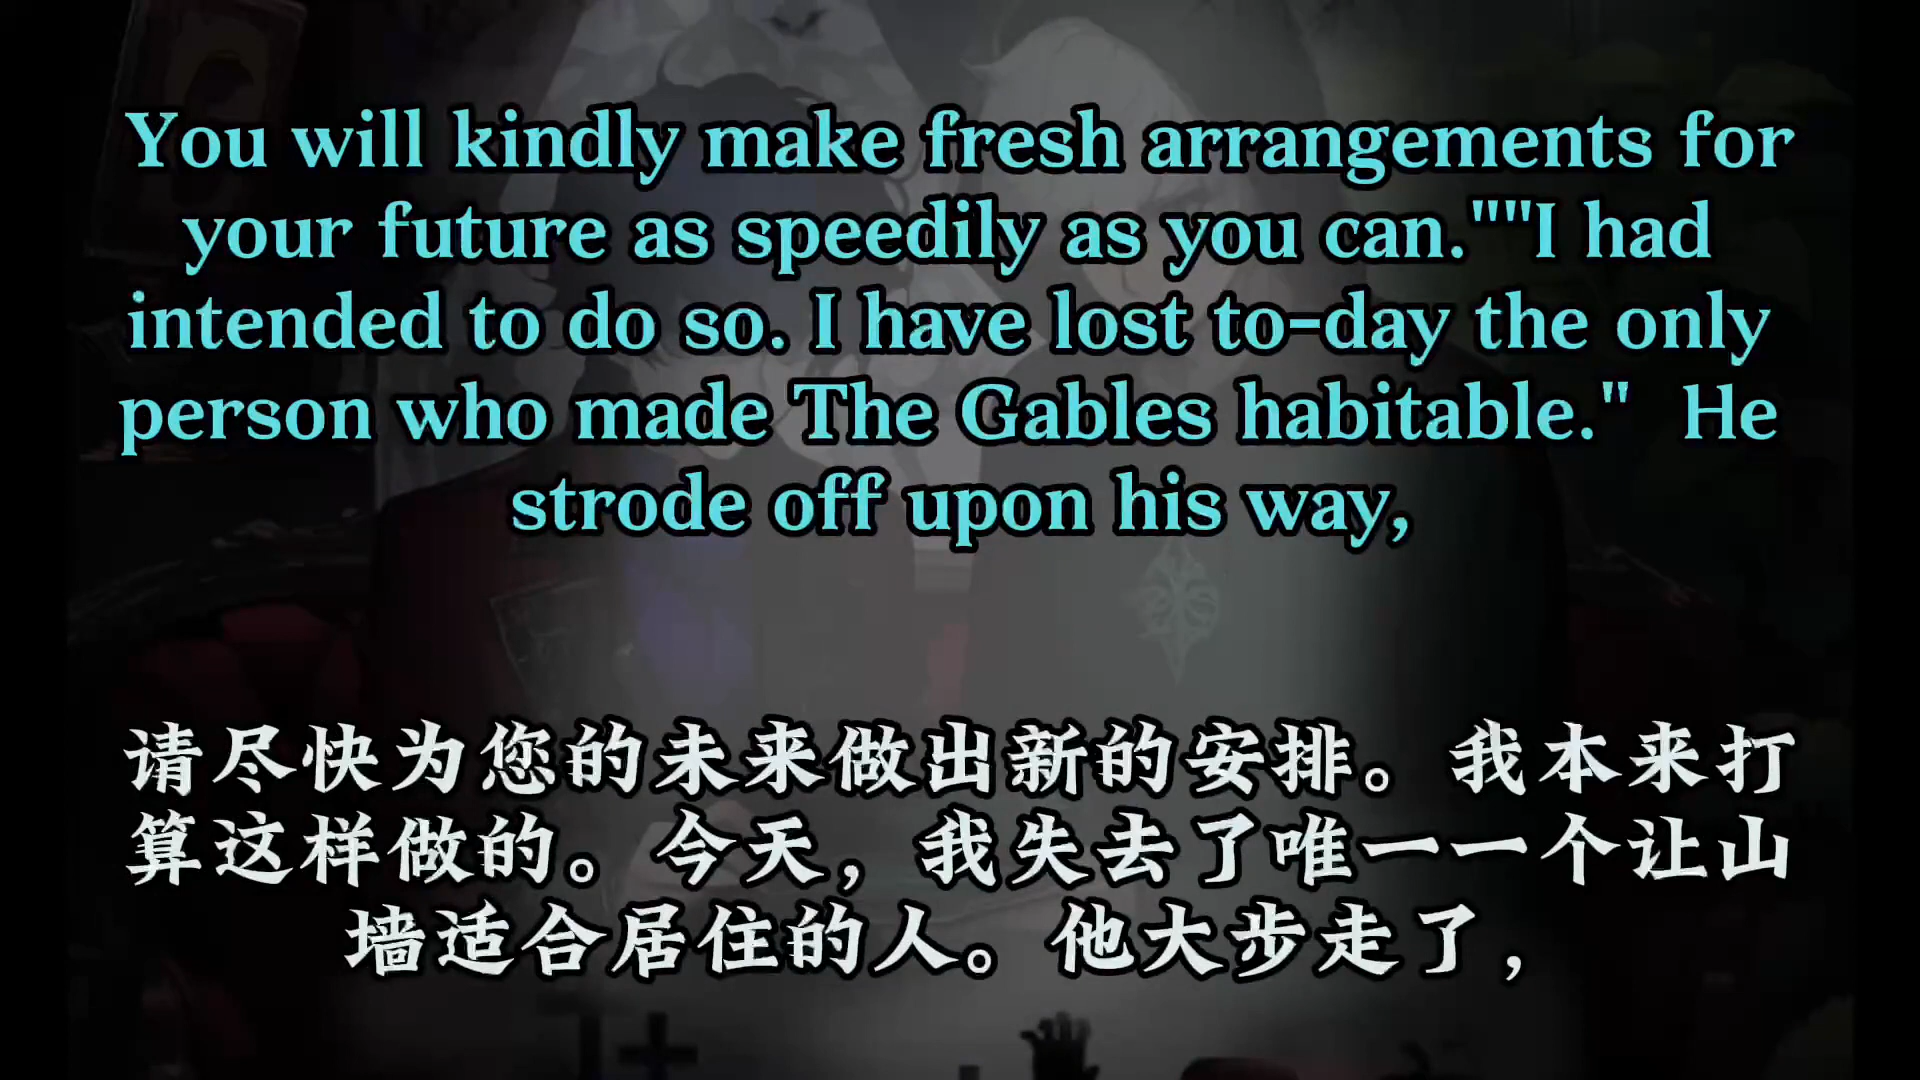 You will kindly make fresh arrangements for
your future as speedily as you can.""I had
intended to do so. I have lost to-day the only
person who made The Gables habitable."  He
strode off upon his way,
请尽快为您的未来做出新的安排。我本来打
算这样做的。今天，我失去了唯一一个让山
墙适合居住的人。他大步走了，